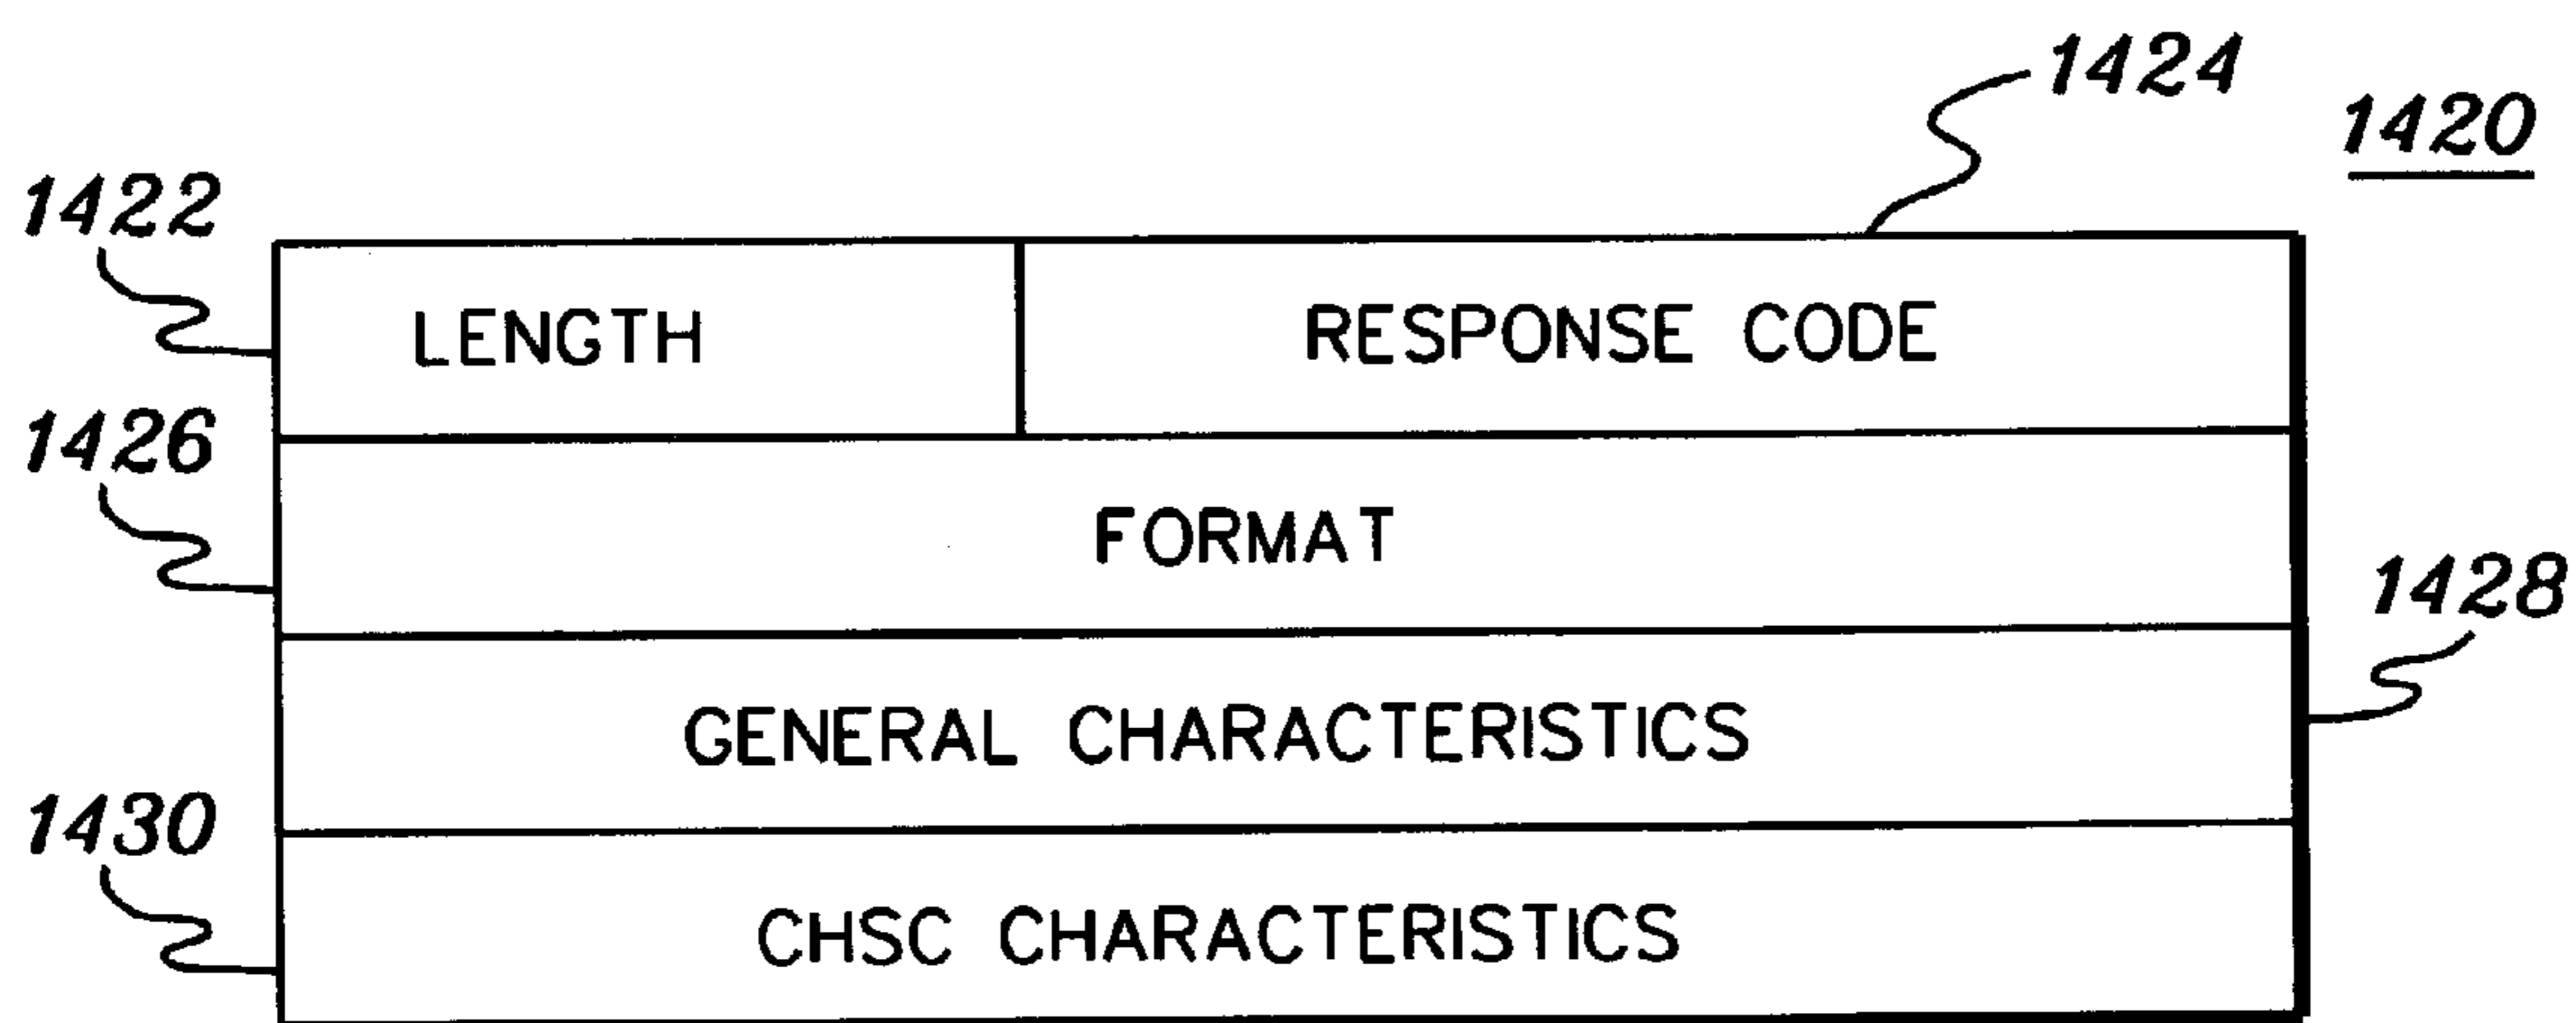 1424
1420
1422
LENGTH RESPONSE CODE
1426
FORMAT
1428
GENERAL CHARACTERISTICS
1430
CHSC CHARACTERISTICS